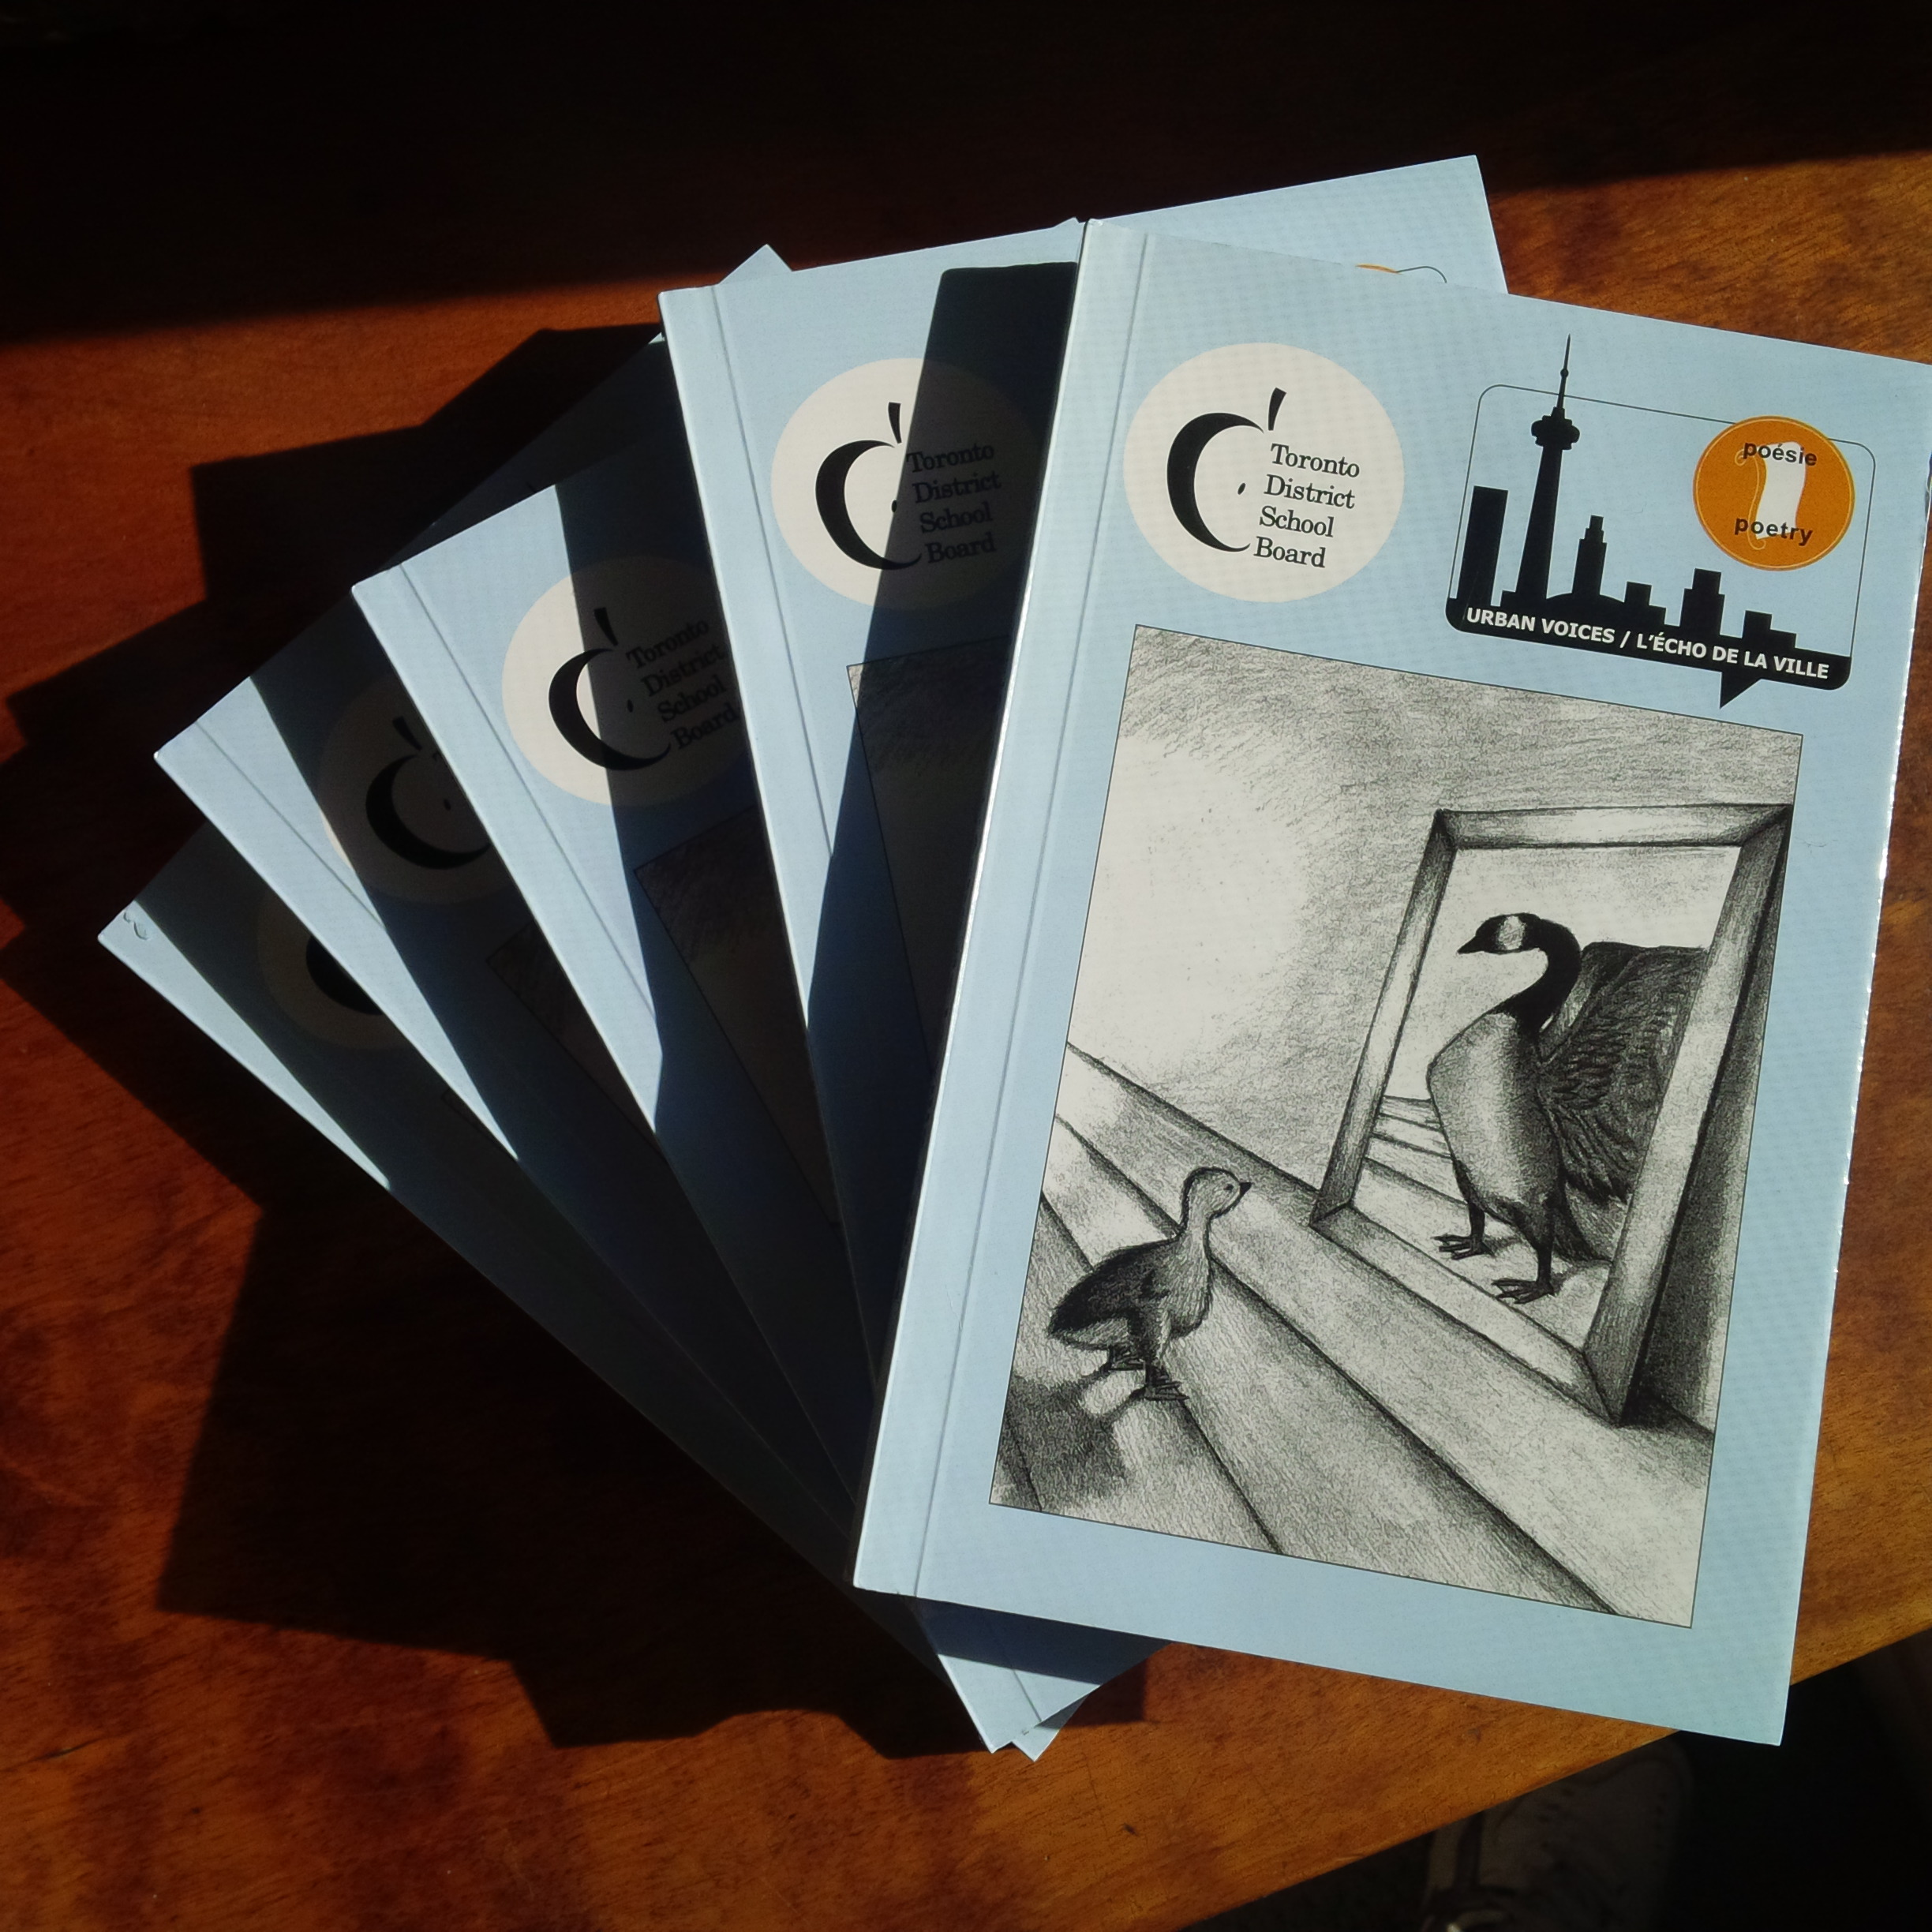 Toronto
District
School
Board
Toronto
District
School
Board
Toronto
District
School
Board
poésie
poetry
URBAN VOICES / L'ÉCHO DE LA VILLE